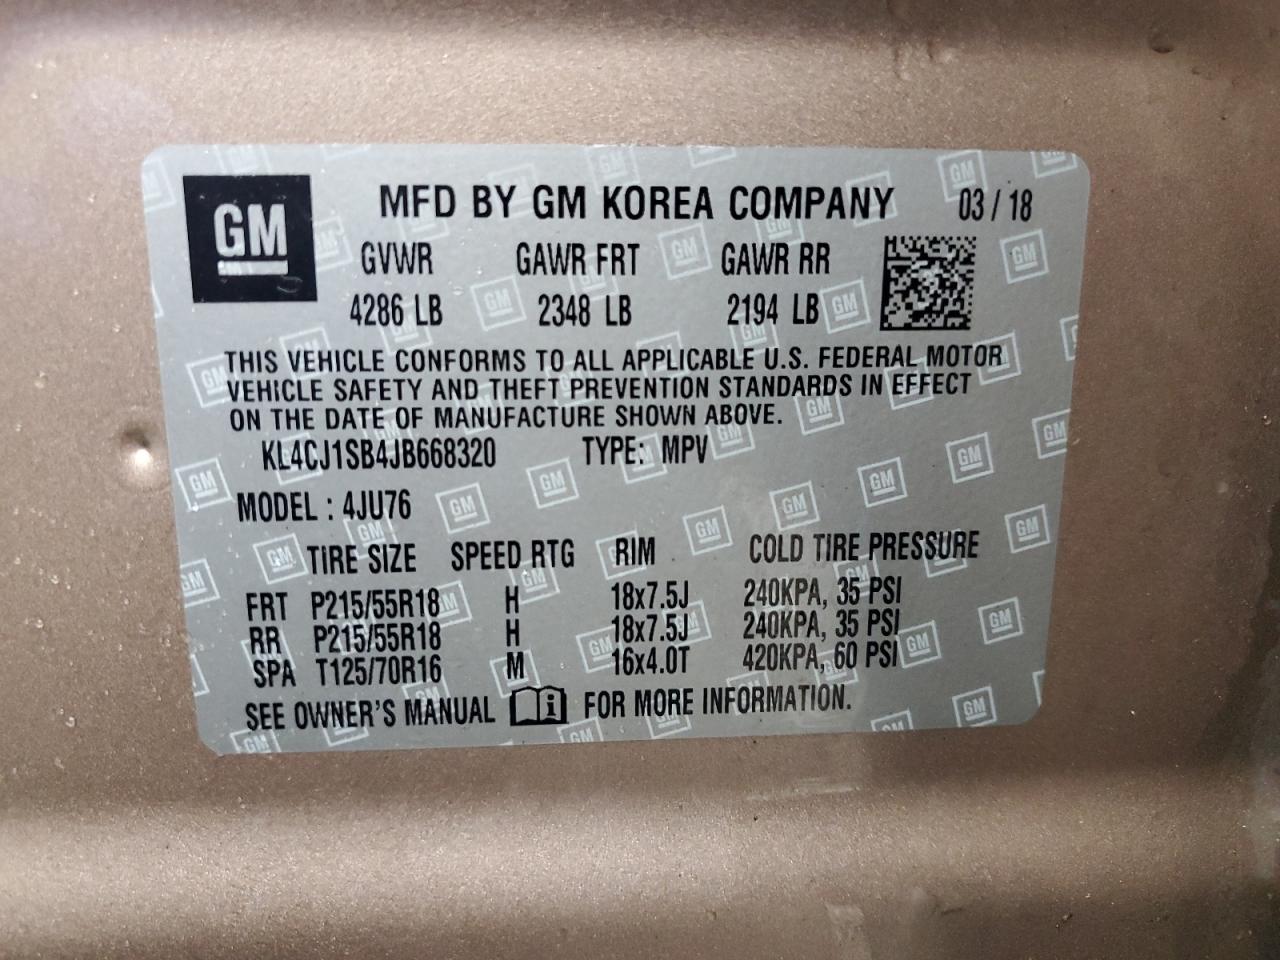 GM
MFD BY GM KOREA COMPANY 03 / 18
GVWR GAWR FRT GAWR RR
4286 LB 2348 LB 2194 LB
THIS VEHICLE CONFORMS TO ALL APPLICABLE U.S. FEDERAL MOTOR
VEHICLE SAFETY AND THEFT PREVENTION STANDARDS IN EFFECT
ON THE DATE OF MANUFACTURE SHOWN ABOVE.
KL4CJ1SB4JB668320 TYPE: MPV
MODEL : 4JU76
TIRE SIZE SPEED RTG RIM COLD TIRE PRESSURE
FRT P215/55R18 H 18x7.5J 240KPA, 35 PSI
RR P215/55R18 H 18x7.5J 240KPA, 35 PSI
SPA T125/70R16 M 16x4.0T 420KPA, 60 PSI
SEE OWNER'S MANUAL i FOR MORE INFORMATION.